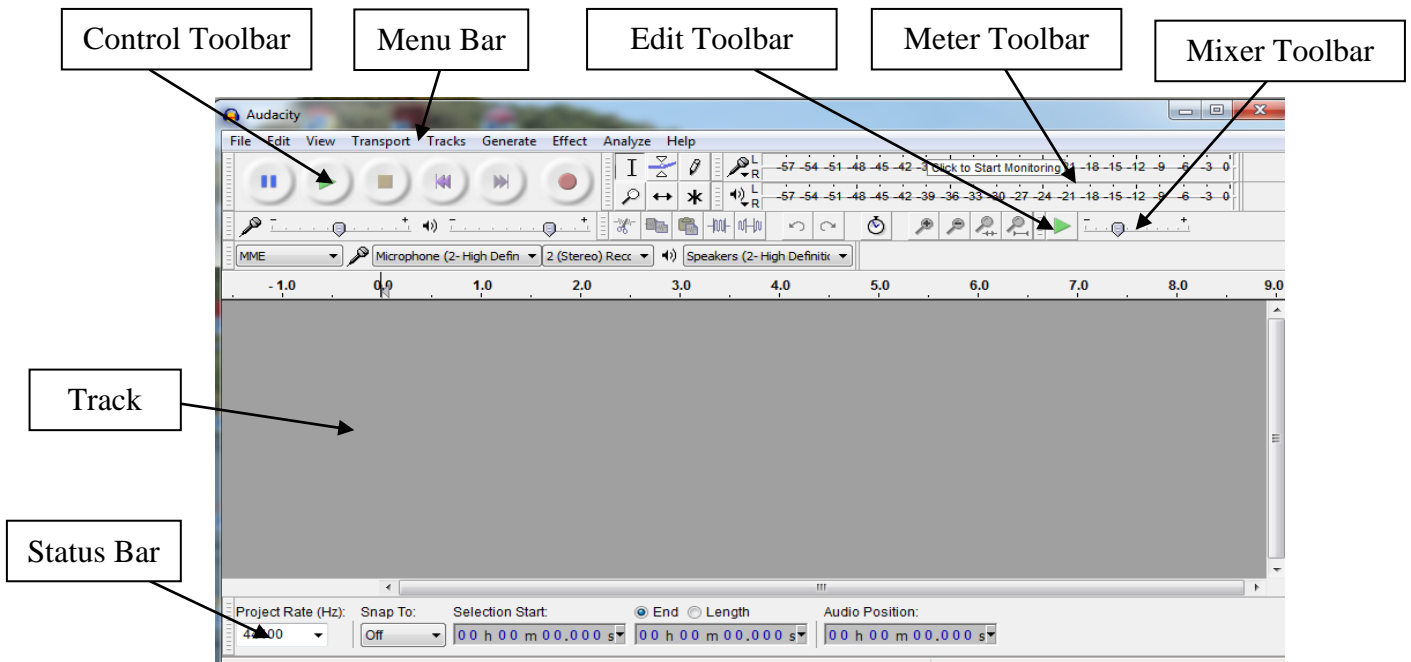 Control Toolbar
Menu Bar
Edit Toolbar
Meter Toolbar
Mixer Toolbar
Audacity
File Edit View Transport Tracks Generate Effect Analyze Help
L
R
-57 -54 -51 -48 -45 -42 -3 Click to Start Monitoring 21 -18 -15 -12 -9 -6 -3 0
L
R
-57 -54 -51 -48 -45 -42 -39 -36 -33 -30 -27 -24 -21 -18 -15 -12 -9 -6 -3 0
- + - + - +
MME Microphone (2- High Defin 2 (Stereo) Recc Speakers (2- High Definitic
- 1.0 0.0 1.0 2.0 3.0 4.0 5.0 6.0 7.0 8.0 9.0
Track
Status Bar
Project Rate (Hz): Snap To: Selection Start: End Length Audio Position:
Off 00 h 00 m 00.000 s 00 h 00 m 00.000 s 00 h 00 m 00.000 s